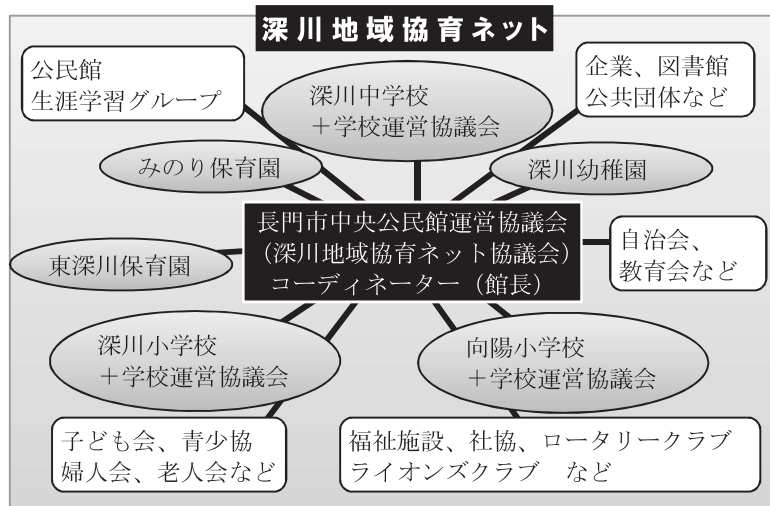 深川地域協育ネット
公民館
生涯学習グループ
深川中学校
＋学校運営協議会
企業、図書館
公共団体など
みのり保育園
深川幼稚園
長門市中央公民館運営協議会
（深川地域協育ネット協議会）
コーディネーター（館長）
自治会、
教育会など
東深川保育園
深川小学校
＋学校運営協議会
向陽小学校
＋学校運営協議会
子ども会、青少協
婦人会、老人会など
福祉施設、社協、ロータリークラブ
ライオンズクラブ　など